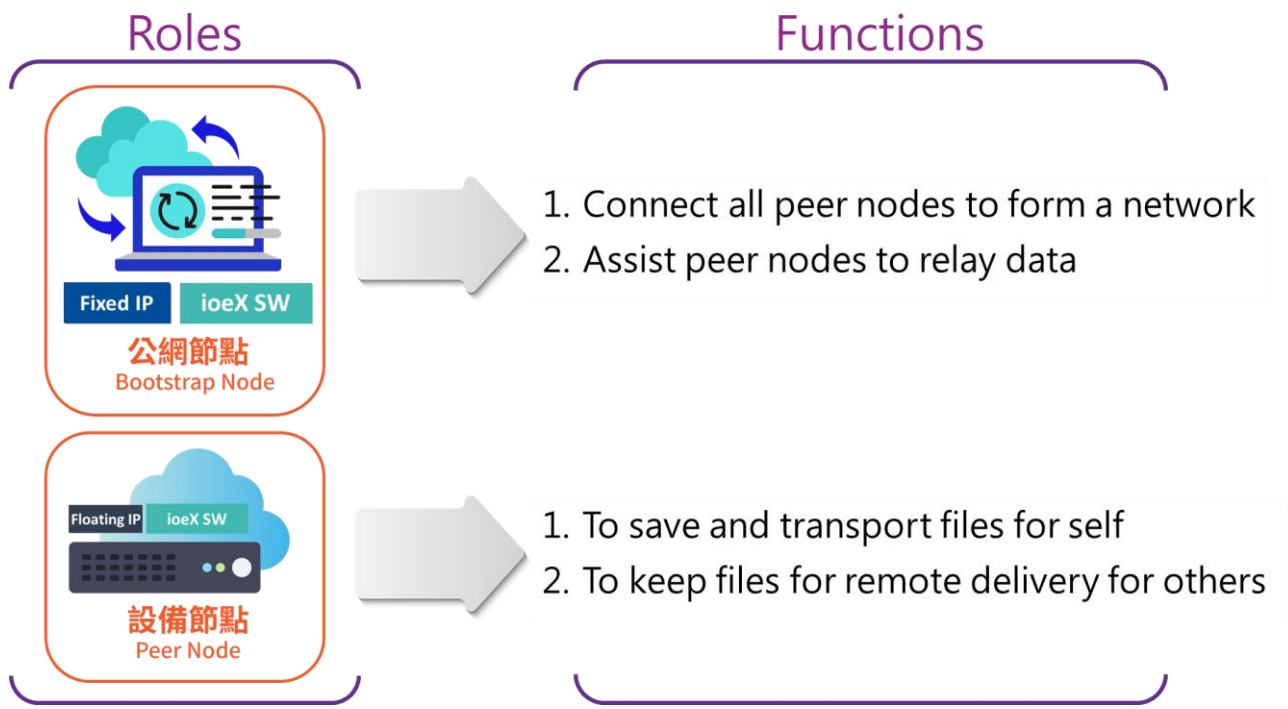 Roles
Functions
Fixed IP
ioeX SW
公網節點
Bootstrap Node
1. Connect all peer nodes to form a network
2. Assist peer nodes to relay data
Floating IP
ioeX SW
設備節點
Peer Node
1. To save and transport files for self
2. To keep files for remote delivery for others